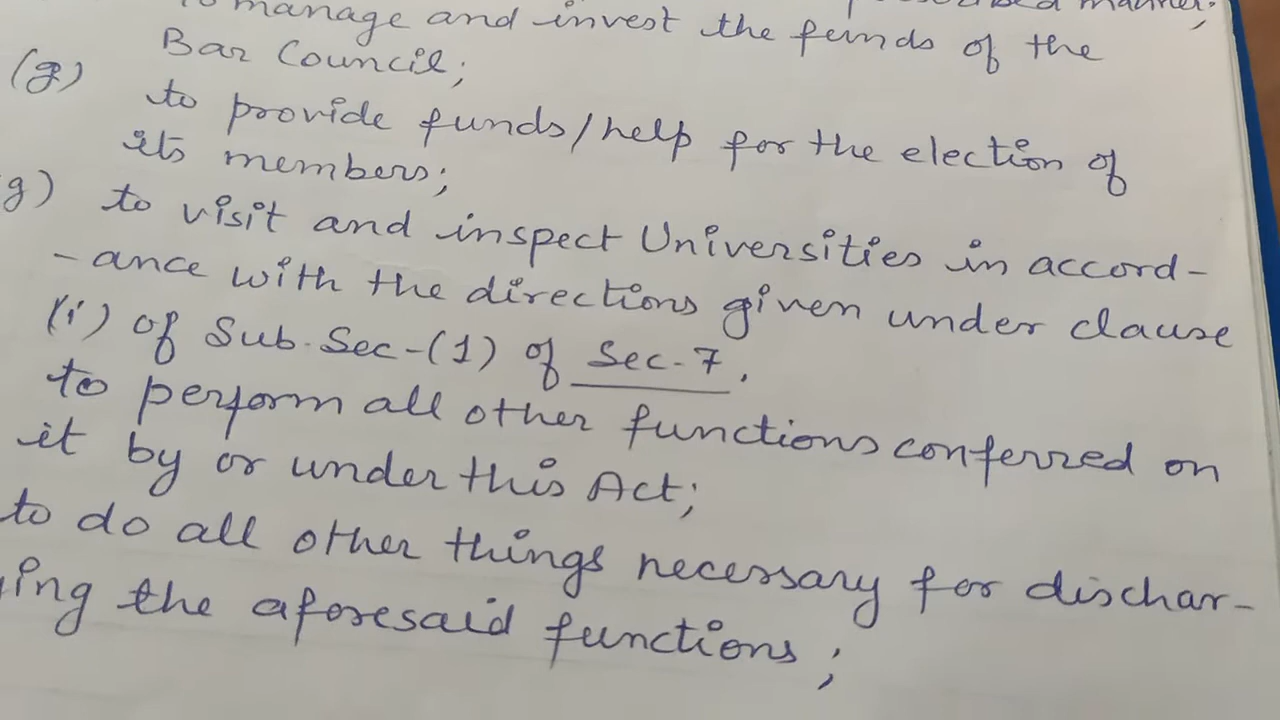 to manage and invest the funds of the
Bar Council;
(g) to provide funds/help for the election of
its members;
g) to visit and inspect Universities in accord-
-ance with the directions given under clause
(i) of Sub. Sec-(1) of Sec-7.
to perform all other functions conferred on
it by or under this Act;
to do all other things necessary for dischar-
ging the aforesaid functions;